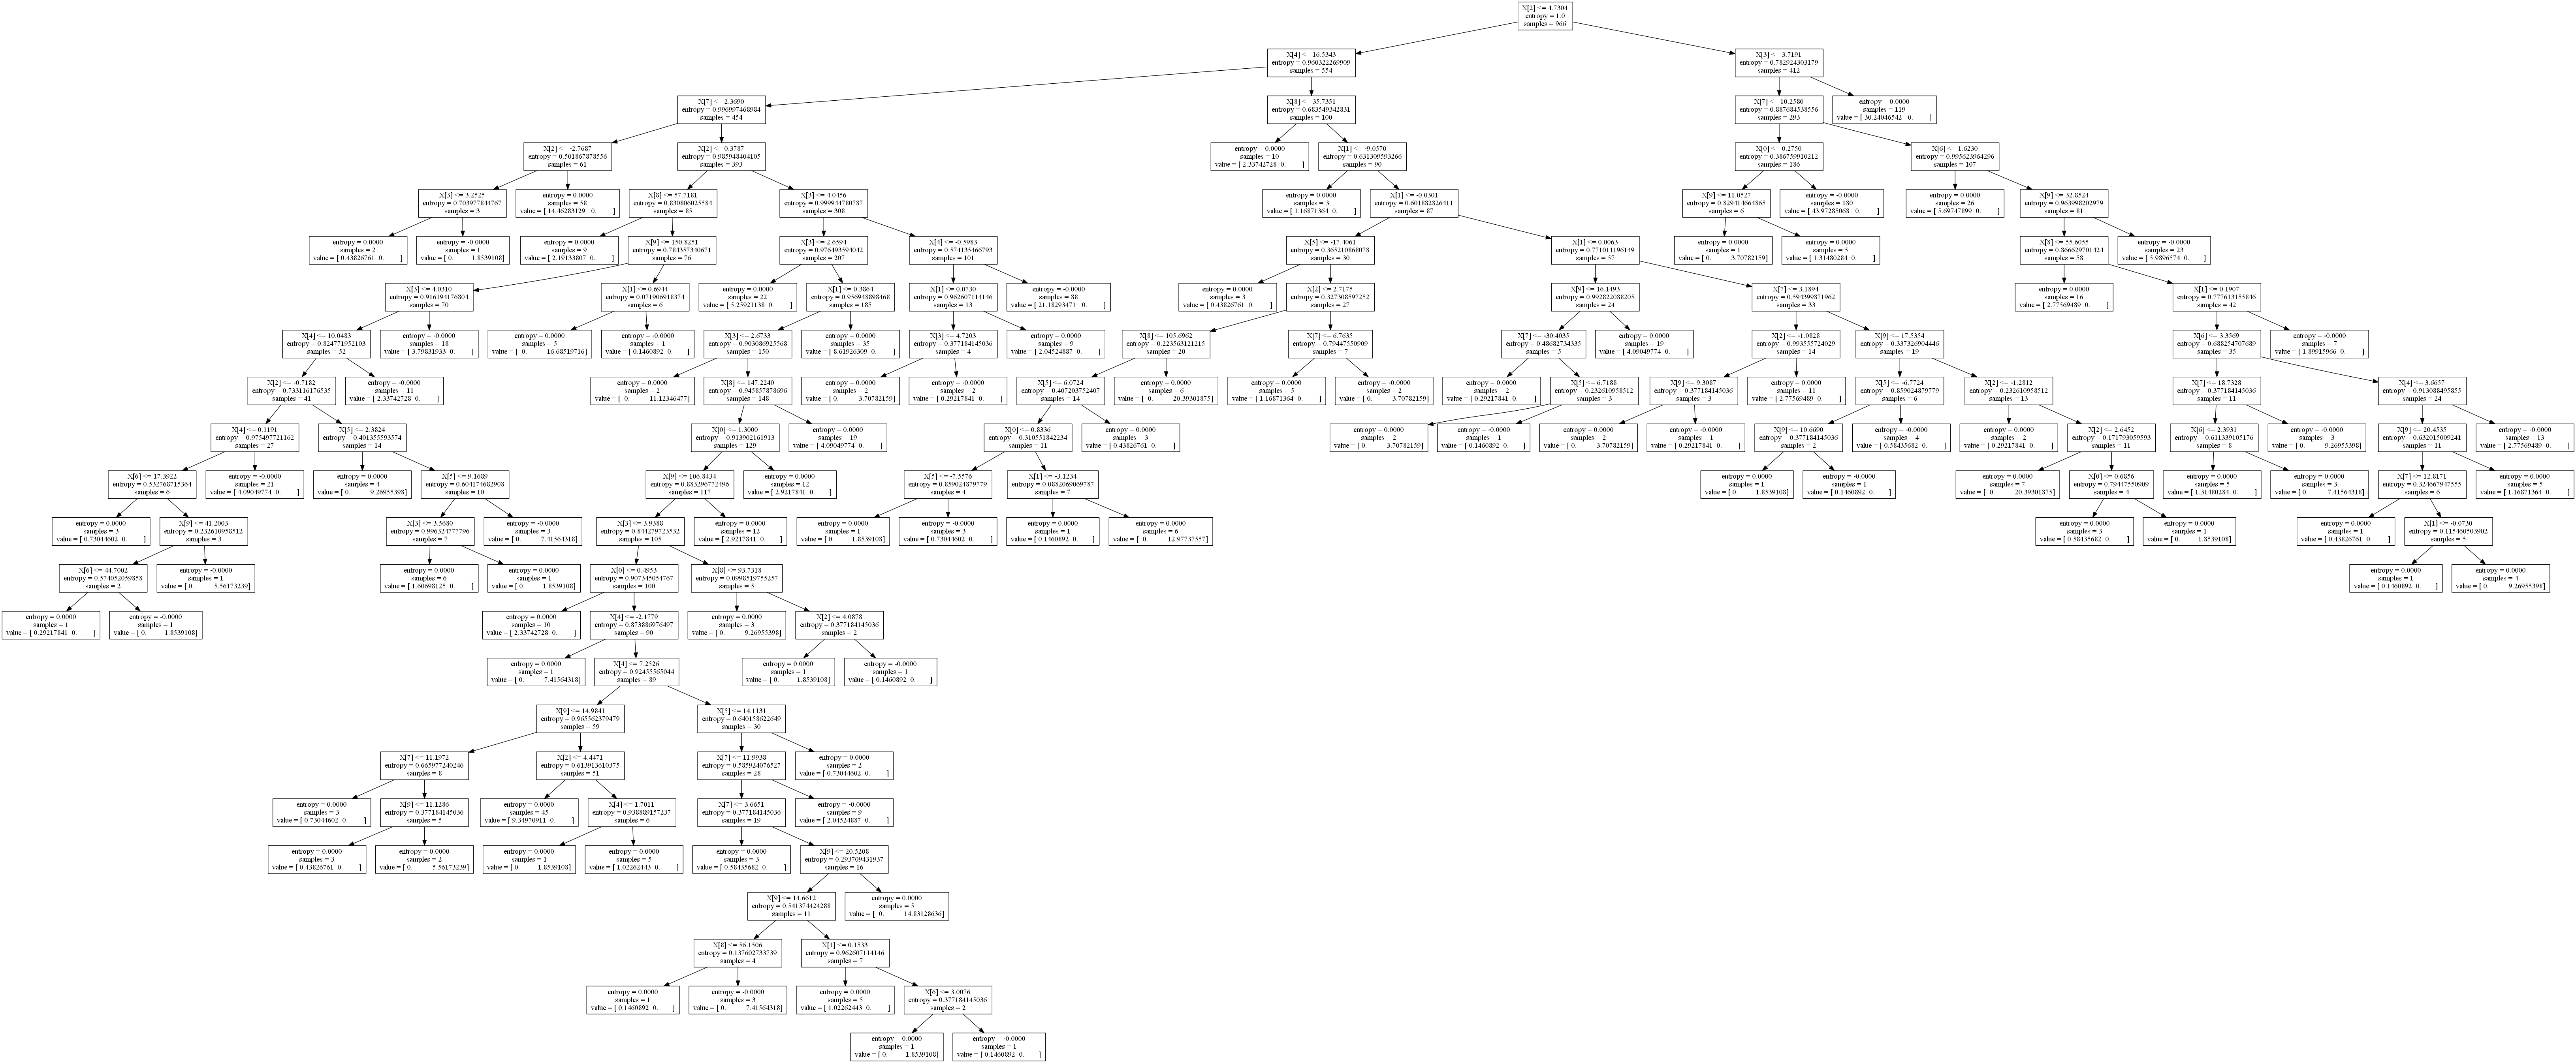 X[2] <= 4.7304
entropy = 1.0
samples = 966
X[4] <= 16.5343
entropy = 0.960322269909
samples = 554
X[3] <= 3.7191
entropy = 0.782924303179
samples = 412
X[7] <= 2.3690
entropy = 0.996997468984
samples = 454
X[8] <= 35.7351
entropy = 0.683549342831
samples = 100
X[7] <= 10.2580
entropy = 0.887684538556
samples = 293
entropy = 0.0000
samples = 119
value = [ 30.24046542 0. ]
X[2] <= -2.7687
entropy = 0.501867878556
samples = 61
X[2] <= 0.3787
entropy = 0.985948404105
samples = 393
entropy = 0.0000
samples = 10
value = [ 2.33742728 0. ]
X[1] <= -9.0570
entropy = 0.631309593266
samples = 90
X[0] <= 0.2750
entropy = 0.386759910212
samples = 186
X[6] <= 1.6230
entropy = 0.995623964296
samples = 107
X[3] <= 3.2525
entropy = 0.703977844767
samples = 3
entropy = 0.0000
samples = 58
value = [ 14.46283129 0. ]
X[8] <= 57.7181
entropy = 0.830806025584
samples = 85
X[3] <= 4.0456
entropy = 0.999944780787
samples = 308
entropy = 0.0000
samples = 3
value = [ 1.16871364 0. ]
X[1] <= -0.0301
entropy = 0.601882826411
samples = 87
X[9] <= 11.0527
entropy = 0.829414664865
samples = 6
entropy = -0.0000
samples = 180
value = [ 43.97285068 0. ]
entropy = 0.0000
samples = 26
value = [ 5.69747899 0. ]
X[9] <= 32.8524
entropy = 0.963998202979
samples = 81
entropy = 0.0000
samples = 2
value = [ 0.43826761 0. ]
entropy = -0.0000
samples = 1
value = [ 0. 1.8539108]
entropy = 0.0000
samples = 9
value = [ 2.19133807 0. ]
X[9] <= 150.8251
entropy = 0.784357340671
samples = 76
X[3] <= 2.6594
entropy = 0.976493594042
samples = 207
X[4] <= -0.5983
entropy = 0.574135466793
samples = 101
X[5] <= -17.4061
entropy = 0.365210868078
samples = 30
X[1] <= 0.0063
entropy = 0.771011196149
samples = 57
entropy = 0.0000
samples = 1
value = [ 0. 3.70782159]
entropy = 0.0000
samples = 5
value = [ 1.31480284 0. ]
X[8] <= 55.6055
entropy = 0.866629701424
samples = 58
entropy = -0.0000
samples = 23
value = [ 5.9896574 0. ]
X[3] <= 4.0310
entropy = 0.916194176804
samples = 70
X[1] <= 0.6944
entropy = 0.071906918374
samples = 6
entropy = 0.0000
samples = 22
value = [ 5.25921138 0. ]
X[1] <= 0.3864
entropy = 0.956948898468
samples = 185
X[1] <= 0.0730
entropy = 0.962607114146
samples = 13
entropy = -0.0000
samples = 88
value = [ 21.18293471 0. ]
entropy = 0.0000
samples = 3
value = [ 0.43826761 0. ]
X[2] <= 2.7175
entropy = 0.327308597252
samples = 27
X[9] <= 16.1493
entropy = 0.992822088205
samples = 24
X[7] <= 3.1894
entropy = 0.594399871962
samples = 33
entropy = 0.0000
samples = 16
value = [ 2.77569489 0. ]
X[1] <= 0.1907
entropy = 0.777613155846
samples = 42
X[4] <= 10.0483
entropy = 0.824771952103
samples = 52
entropy = -0.0000
samples = 18
value = [ 3.79831933 0. ]
entropy = 0.0000
samples = 5
value = [ 0. 16.68519716]
entropy = -0.0000
samples = 1
value = [ 0.1460892 0. ]
X[3] <= 2.6733
entropy = 0.903086925568
samples = 150
entropy = 0.0000
samples = 35
value = [ 8.61926309 0. ]
X[3] <= 4.7203
entropy = 0.377184145036
samples = 4
entropy = 0.0000
samples = 9
value = [ 2.04524887 0. ]
X[8] <= 105.6962
entropy = 0.223563121215
samples = 20
X[7] <= 6.7635
entropy = 0.79447550909
samples = 7
X[7] <= -30.4035
entropy = 0.48682734335
samples = 5
entropy = 0.0000
samples = 19
value = [ 4.09049774 0. ]
X[2] <= -1.0828
entropy = 0.993555724029
samples = 14
X[9] <= 17.5354
entropy = 0.337326904446
samples = 19
X[6] <= 3.3569
entropy = 0.688254707689
samples = 35
entropy = -0.0000
samples = 7
value = [ 1.89915966 0. ]
X[2] <= -0.7182
entropy = 0.733116176535
samples = 41
entropy = -0.0000
samples = 11
value = [ 2.33742728 0. ]
entropy = 0.0000
samples = 2
value = [ 0. 11.12346477]
X[8] <= 147.2240
entropy = 0.945857878696
samples = 148
entropy = 0.0000
samples = 2
value = [ 0. 3.70782159]
entropy = -0.0000
samples = 2
value = [ 0.29217841 0. ]
X[5] <= 6.0724
entropy = 0.407203752407
samples = 14
entropy = 0.0000
samples = 6
value = [ 0. 20.39301875]
entropy = 0.0000
samples = 5
value = [ 1.16871364 0. ]
entropy = -0.0000
samples = 2
value = [ 0. 3.70782159]
entropy = 0.0000
samples = 2
value = [ 0.29217841 0. ]
X[5] <= 6.7188
entropy = 0.232610958512
samples = 3
X[9] <= 9.3087
entropy = 0.377184145036
samples = 3
entropy = 0.0000
samples = 11
value = [ 2.77569489 0. ]
X[5] <= -6.7724
entropy = 0.859024879779
samples = 6
X[2] <= -1.2812
entropy = 0.232610958512
samples = 13
X[7] <= 18.7328
entropy = 0.377184145036
samples = 11
X[4] <= 3.6657
entropy = 0.913088495855
samples = 24
X[4] <= 0.1191
entropy = 0.975497721162
samples = 27
X[5] <= 2.3824
entropy = 0.401355593574
samples = 14
X[0] <= 1.3000
entropy = 0.913902161913
samples = 129
entropy = 0.0000
samples = 19
value = [ 4.09049774 0. ]
X[0] <= 0.8336
entropy = 0.310551842234
samples = 11
entropy = 0.0000
samples = 3
value = [ 0.43826761 0. ]
entropy = 0.0000
samples = 2
value = [ 0. 3.70782159]
entropy = -0.0000
samples = 1
value = [ 0.1460892 0. ]
entropy = 0.0000
samples = 2
value = [ 0. 3.70782159]
entropy = -0.0000
samples = 1
value = [ 0.29217841 0. ]
X[9] <= 10.6690
entropy = 0.377184145036
samples = 2
entropy = -0.0000
samples = 4
value = [ 0.58435682 0. ]
entropy = 0.0000
samples = 2
value = [ 0.29217841 0. ]
X[2] <= 2.6452
entropy = 0.171793059593
samples = 11
X[6] <= 2.3931
entropy = 0.611339105176
samples = 8
entropy = -0.0000
samples = 3
value = [ 0. 9.26955398]
X[9] <= 20.4535
entropy = 0.632015009241
samples = 11
entropy = -0.0000
samples = 13
value = [ 2.77569489 0. ]
X[6] <= 17.3922
entropy = 0.532768715364
samples = 6
entropy = -0.0000
samples = 21
value = [ 4.09049774 0. ]
entropy = 0.0000
samples = 4
value = [ 0. 9.26955398]
X[5] <= 9.1689
entropy = 0.604174682908
samples = 10
X[9] <= 106.8434
entropy = 0.883296772496
samples = 117
entropy = 0.0000
samples = 12
value = [ 2.9217841 0. ]
X[5] <= -7.5576
entropy = 0.859024879779
samples = 4
X[1] <= -3.1234
entropy = 0.0882069069787
samples = 7
entropy = 0.0000
samples = 1
value = [ 0. 1.8539108]
entropy = -0.0000
samples = 1
value = [ 0.1460892 0. ]
entropy = 0.0000
samples = 7
value = [ 0. 20.39301875]
X[0] <= 0.6856
entropy = 0.79447550909
samples = 4
entropy = 0.0000
samples = 5
value = [ 1.31480284 0. ]
entropy = 0.0000
samples = 3
value = [ 0. 7.41564318]
X[7] <= 12.8171
entropy = 0.324667947555
samples = 6
entropy = 0.0000
samples = 5
value = [ 1.16871364 0. ]
entropy = 0.0000
samples = 3
value = [ 0.73044602 0. ]
X[9] <= 41.2003
entropy = 0.232610958512
samples = 3
X[3] <= 3.5680
entropy = 0.996324777796
samples = 7
entropy = -0.0000
samples = 3
value = [ 0. 7.41564318]
X[3] <= 3.9388
entropy = 0.844279723532
samples = 105
entropy = 0.0000
samples = 12
value = [ 2.9217841 0. ]
entropy = 0.0000
samples = 1
value = [ 0. 1.8539108]
entropy = -0.0000
samples = 3
value = [ 0.73044602 0. ]
entropy = 0.0000
samples = 1
value = [ 0.1460892 0. ]
entropy = 0.0000
samples = 6
value = [ 0. 12.97737557]
entropy = 0.0000
samples = 3
value = [ 0.58435682 0. ]
entropy = 0.0000
samples = 1
value = [ 0. 1.8539108]
entropy = 0.0000
samples = 1
value = [ 0.43826761 0. ]
X[1] <= -0.0730
entropy = 0.115460503902
samples = 5
X[6] <= 44.7002
entropy = 0.574052059858
samples = 2
entropy = -0.0000
samples = 1
value = [ 0. 5.56173239]
entropy = 0.0000
samples = 6
value = [ 1.60698125 0. ]
entropy = 0.0000
samples = 1
value = [ 0. 1.8539108]
X[0] <= 0.4953
entropy = 0.907345054767
samples = 100
X[8] <= 93.7318
entropy = 0.0998519755257
samples = 5
entropy = 0.0000
samples = 1
value = [ 0.1460892 0. ]
entropy = 0.0000
samples = 4
value = [ 0. 9.26955398]
entropy = 0.0000
samples = 1
value = [ 0.29217841 0. ]
entropy = -0.0000
samples = 1
value = [ 0. 1.8539108]
entropy = 0.0000
samples = 10
value = [ 2.33742728 0. ]
X[4] <= -2.1779
entropy = 0.873886976497
samples = 90
entropy = 0.0000
samples = 3
value = [ 0. 9.26955398]
X[2] <= 4.0878
entropy = 0.377184145036
samples = 2
entropy = 0.0000
samples = 1
value = [ 0. 7.41564318]
X[4] <= 7.2526
entropy = 0.92455565044
samples = 89
entropy = 0.0000
samples = 1
value = [ 0. 1.8539108]
entropy = -0.0000
samples = 1
value = [ 0.1460892 0. ]
X[9] <= 14.9841
entropy = 0.965562379479
samples = 59
X[5] <= 14.1131
entropy = 0.640158622649
samples = 30
X[7] <= 11.1972
entropy = 0.665977240246
samples = 8
X[2] <= 4.4471
entropy = 0.613913610375
samples = 51
X[7] <= 11.9938
entropy = 0.585924076527
samples = 28
entropy = 0.0000
samples = 2
value = [ 0.73044602 0. ]
entropy = 0.0000
samples = 3
value = [ 0.73044602 0. ]
X[9] <= 11.1286
entropy = 0.377184145036
samples = 5
entropy = 0.0000
samples = 45
value = [ 9.34970911 0. ]
X[4] <= 1.7011
entropy = 0.938889157237
samples = 6
X[7] <= 3.6651
entropy = 0.377184145036
samples = 19
entropy = -0.0000
samples = 9
value = [ 2.04524887 0. ]
entropy = 0.0000
samples = 3
value = [ 0.43826761 0. ]
entropy = 0.0000
samples = 2
value = [ 0. 5.56173239]
entropy = 0.0000
samples = 1
value = [ 0. 1.8539108]
entropy = 0.0000
samples = 5
value = [ 1.02262443 0. ]
entropy = 0.0000
samples = 3
value = [ 0.58435682 0. ]
X[9] <= 20.5208
entropy = 0.293709431937
samples = 16
X[9] <= 14.6612
entropy = 0.541374424288
samples = 11
entropy = 0.0000
samples = 5
value = [ 0. 14.83128636]
X[8] <= 56.1506
entropy = 0.137602733739
samples = 4
X[1] <= 0.1533
entropy = 0.962607114146
samples = 7
entropy = 0.0000
samples = 1
value = [ 0.1460892 0. ]
entropy = -0.0000
samples = 3
value = [ 0. 7.41564318]
entropy = 0.0000
samples = 5
value = [ 1.02262443 0. ]
X[6] <= 3.0076
entropy = 0.377184145036
samples = 2
entropy = 0.0000
samples = 1
value = [ 0. 1.8539108]
entropy = -0.0000
samples = 1
value = [ 0.1460892 0. ]